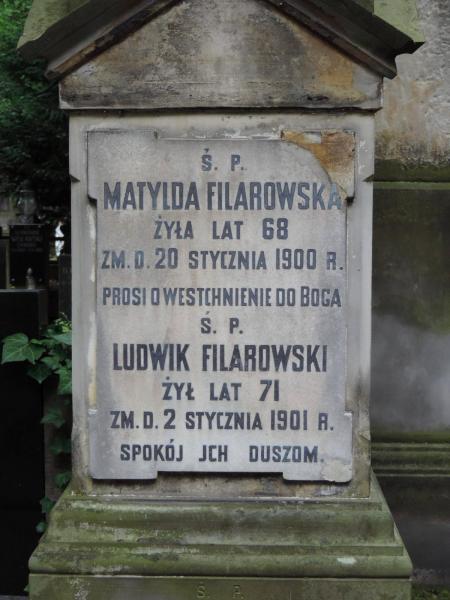 Ś. P.
MATYLDA FILAROWSKA
ŻYŁA LAT 68
ZM. D. 20 STYCZNIA 1900 R.
PROSI O WESTCHNIENIE DO BOGA
Ś. P.
LUDWIK FILAROWSKI
ŻYŁ LAT 71
ZM. D. 2 STYCZNIA 1901 R.
SPOKÓJ JCH DUSZOM.
Ś. P.